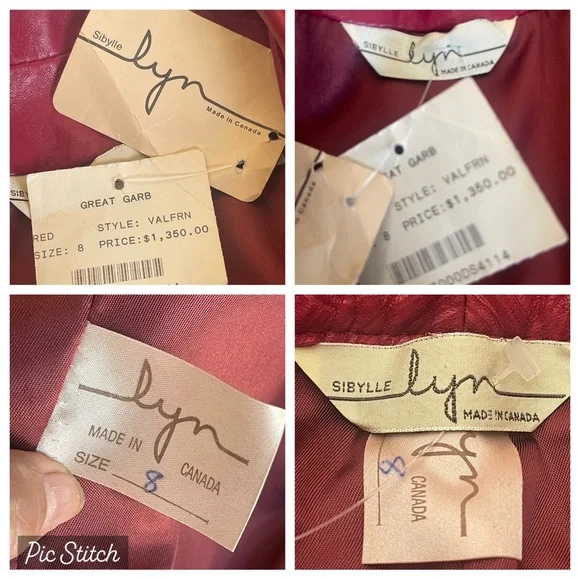 Sibylle
lyn
Made in Canada
GREAT GARB
RED STYLE: VALFRN
SIZE: 8 PRICE:$1,350.00
SIBYLLE
lyn
MADE IN CANADA
GARB
STYLE: VALFRN
8 PRICE:$1,350.00
000DS4114
lyn
MADE IN CANADA
SIZE 8
SIBYLLE lyn
MADE IN CANADA
lyn
8 CANADA
Pic Stitch